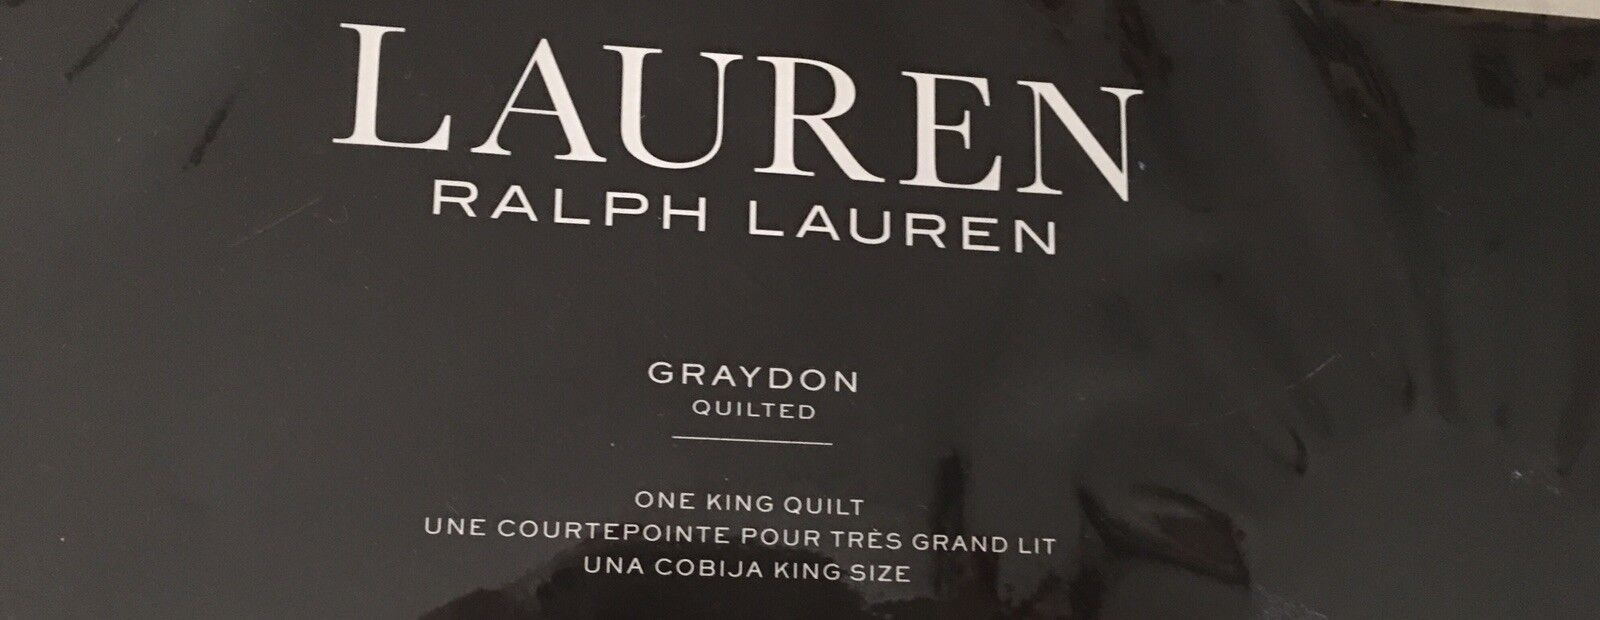 LAUREN
RALPH LAUREN
GRAYDON
QUILTED
ONE KING QUILT
UNE COURTEPOINTE POUR TRÈS GRAND LIT
UNA COBIJA KING SIZE